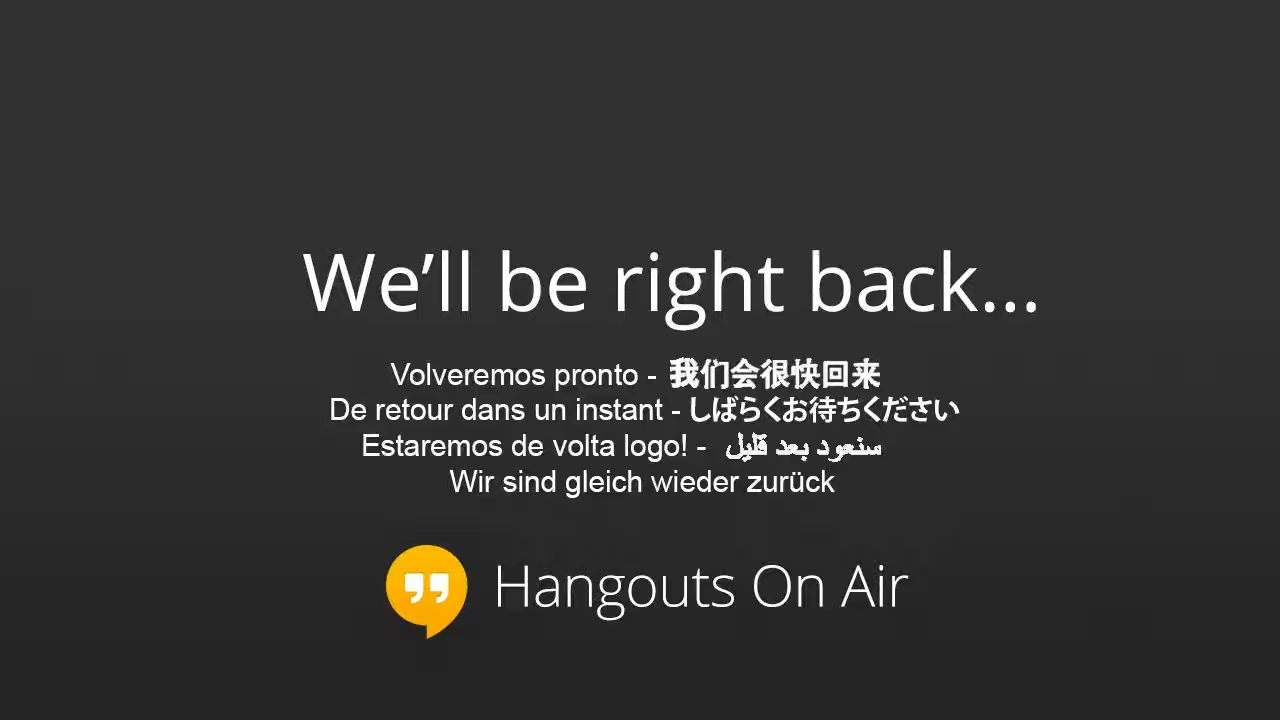 We’ll be right back...
Volveremos pronto - 我们会很快回来
De retour dans un instant - しばらくお待ちください
Estaremos de volta logo! - سنعود بعد قليل
Wir sind gleich wieder zurück
Hangouts On Air